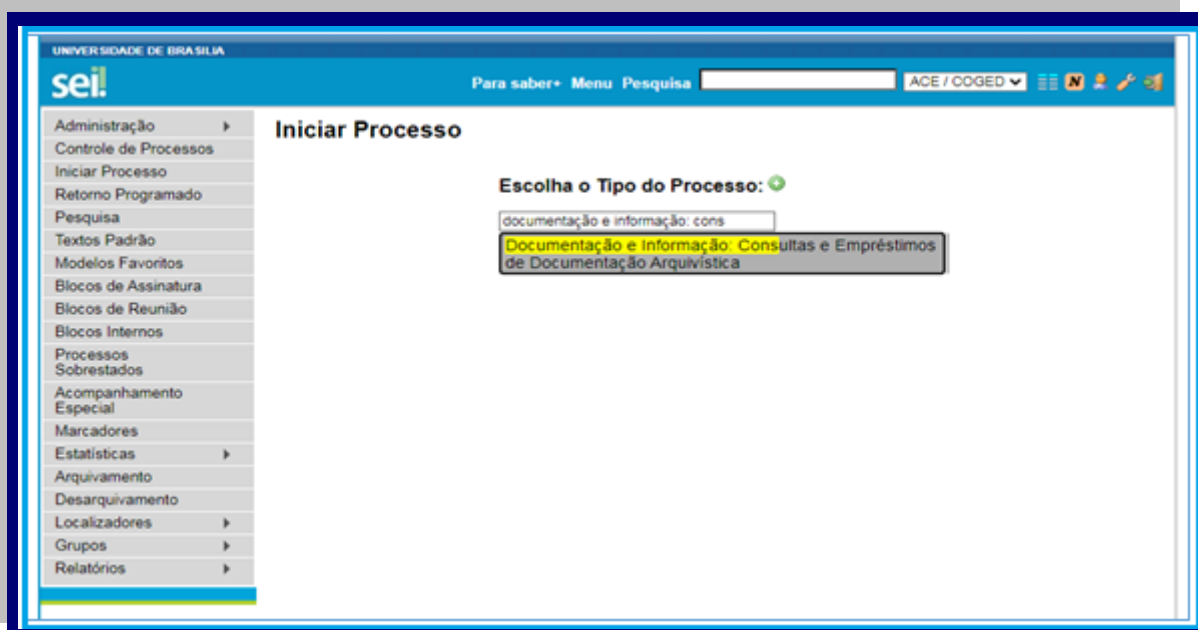 UNIVERSIDADE DE BRASILIA
sei!
Para saber+ Menu Pesquisa
ACE / COGED
N
Administração
Controle de Processos
Iniciar Processo
Retorno Programado
Pesquisa
Textos Padrão
Modelos Favoritos
Blocos de Assinatura
Blocos de Reunião
Blocos Internos
Processos
Sobrestados
Acompanhamento
Especial
Marcadores
Estatísticas
Arquivamento
Desarquivamento
Localizadores
Grupos
Relatórios
Iniciar Processo
Escolha o Tipo do Processo:
documentação e informação: cons
Documentação e Informação: Consultas e Empréstimos
de Documentação Arquivística